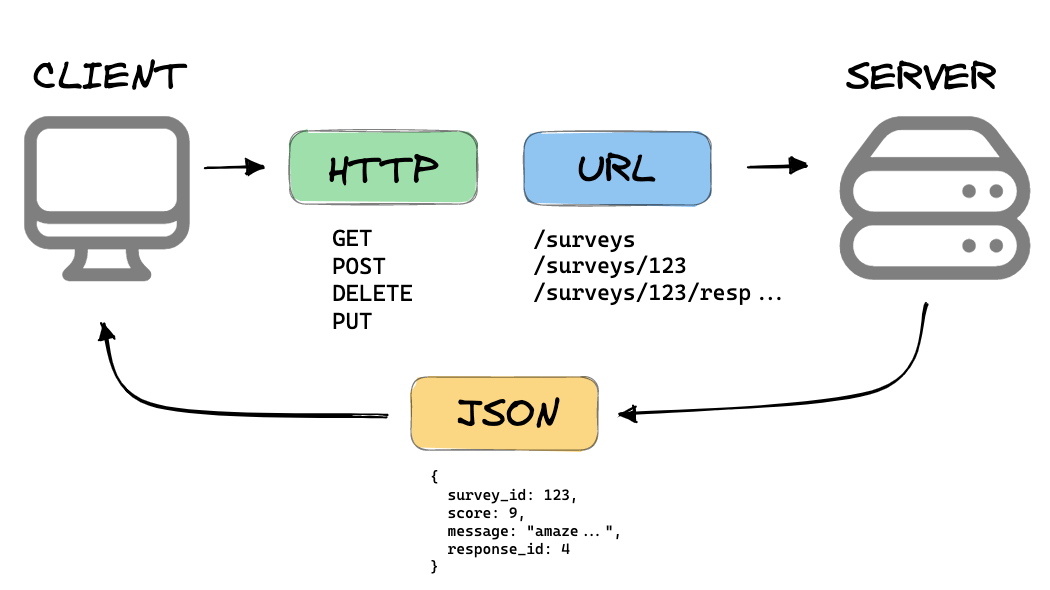 CLIENT
SERVER
HTTP
URL
GET
POST
DELETE
PUT
/surveys
/surveys/123
/surveys/123/resp...
JSON
{
survey_id: 123,
score: 9,
message: "amaze...",
response_id: 4
}